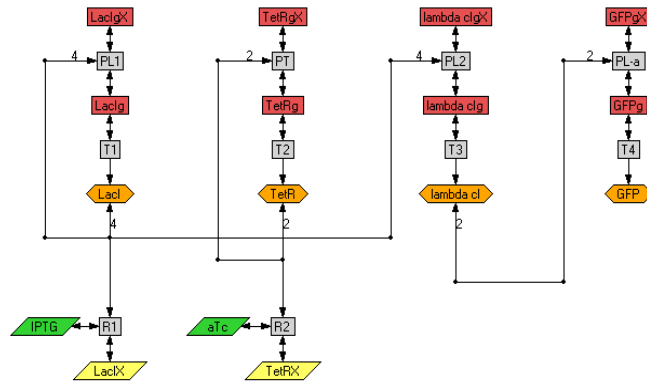 LacIgX TetRgX lambda cIgX GFPgX
4 PL1 2 PT 4 PL2 2 PL-a
LacIg TetRg lambda cIg GFPg
T1 T2 T3 T4
LacI TetR lambda cI GFP
4 2 2
IPTG R1 aTc R2
LacIX TetRX